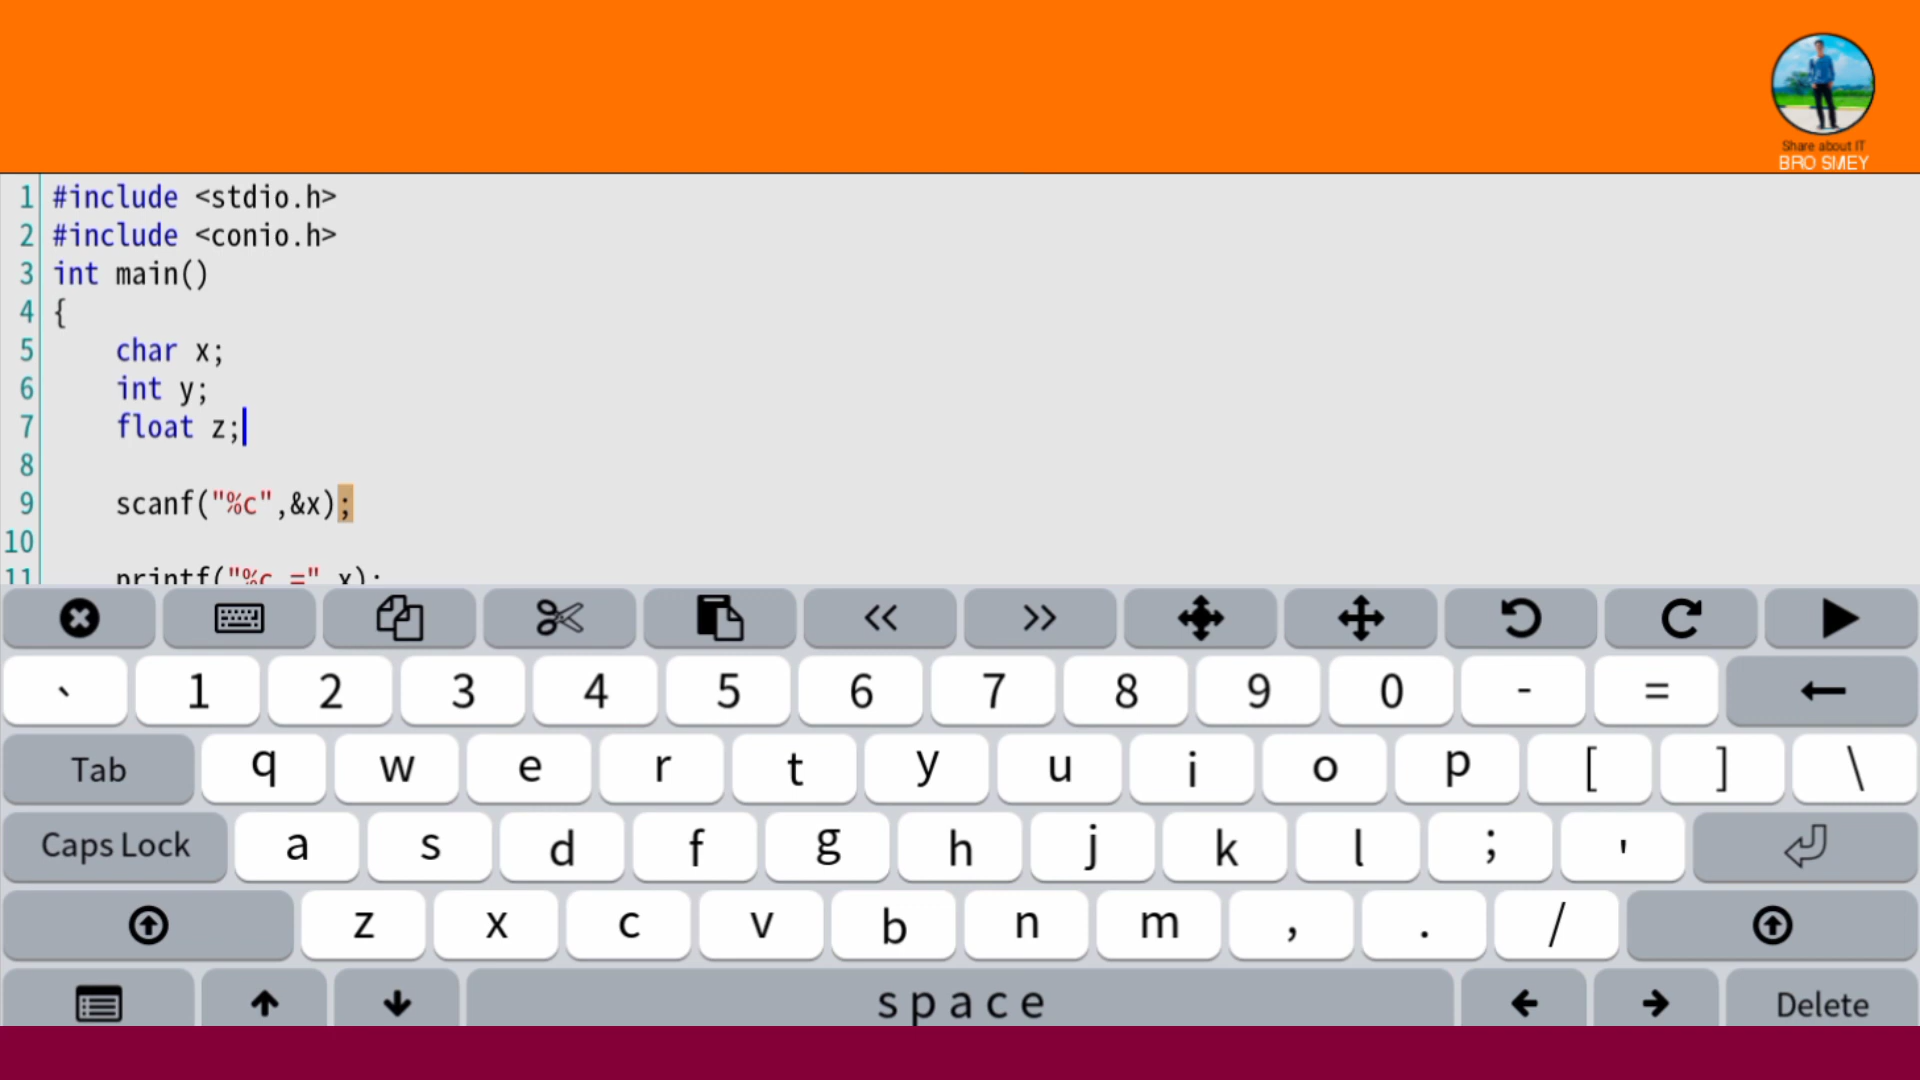 Share about IT
BRO SMEY
1 #include <stdio.h>
2 #include <conio.h>
3 int main()
4 {
5 char x;
6 int y;
7 float z;
8
9 scanf("%c",&x);
10
11 printf("%c =",x);
` 1 2 3 4 5 6 7 8 9 0 - =
Tab q w e r t y u i o p [ ] \
Caps Lock a s d f g h j k l ; '
z x c v b n m , . /
space Delete